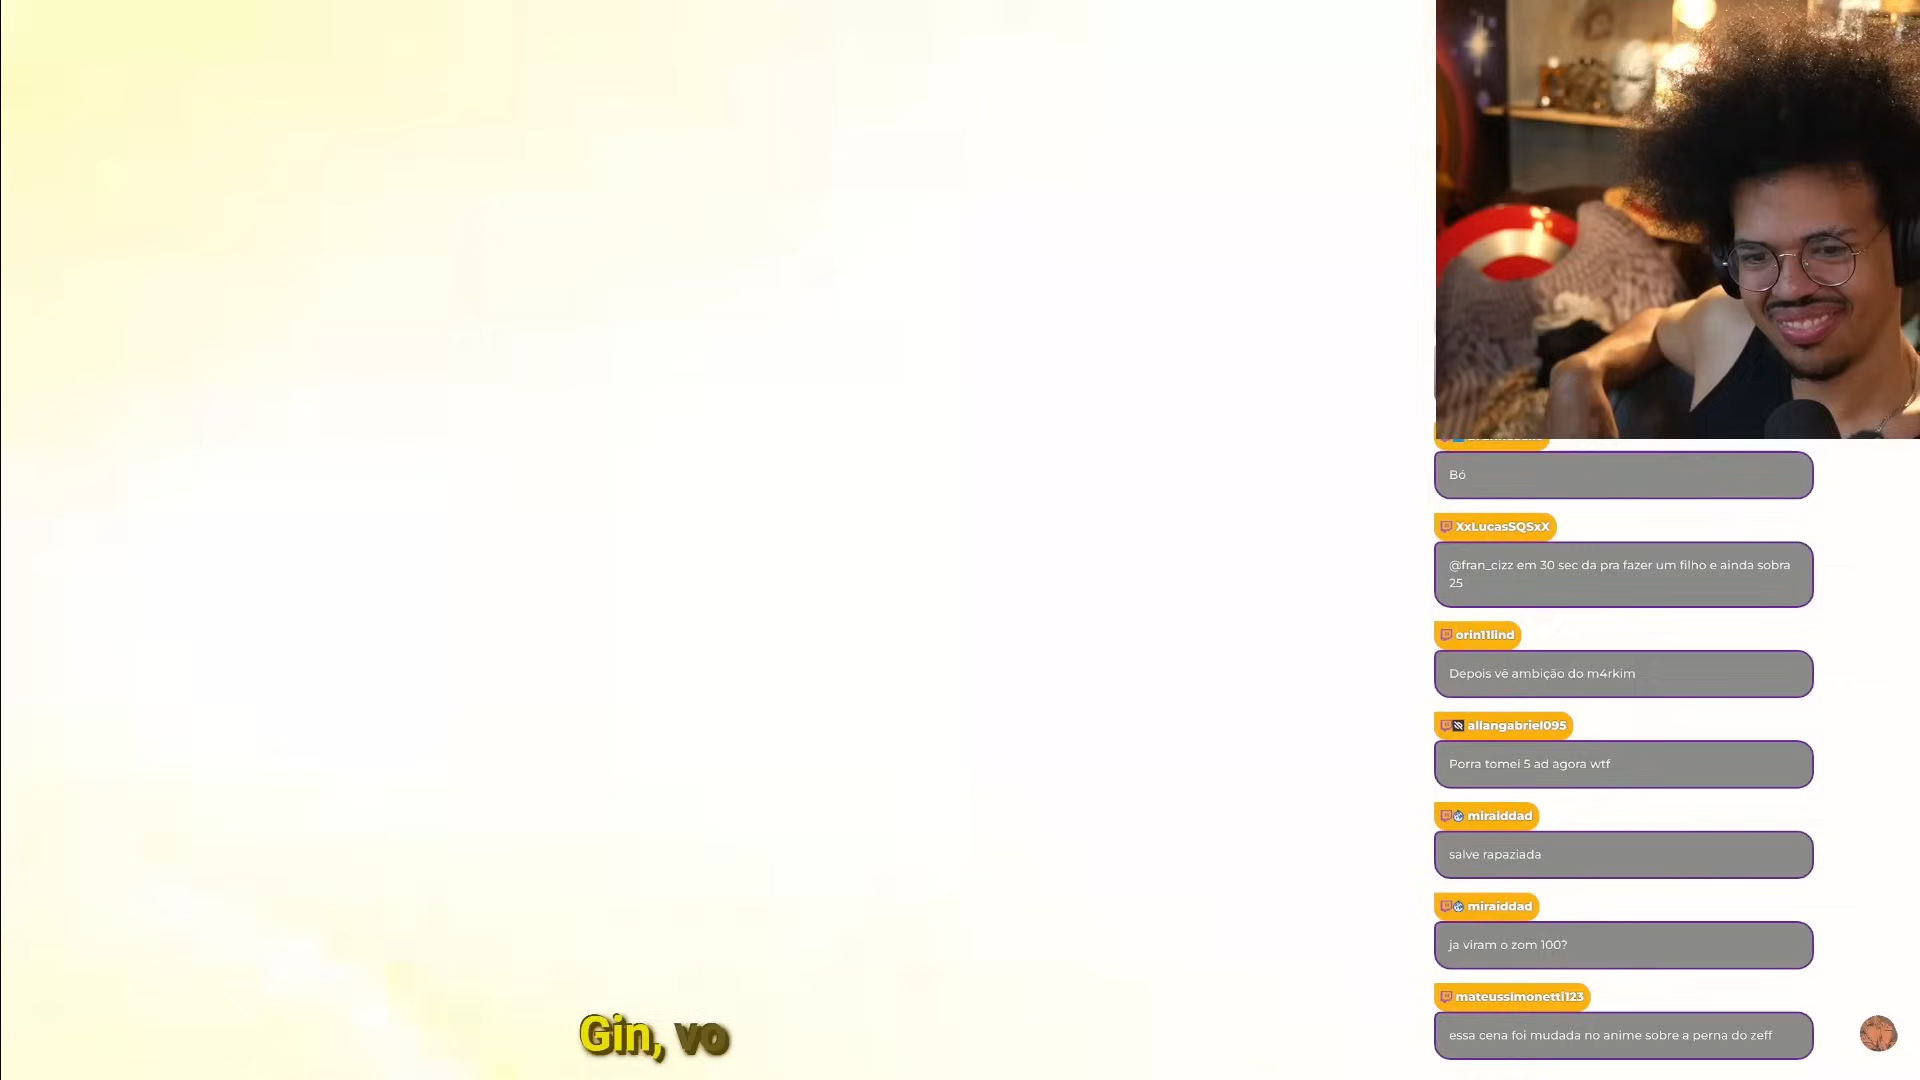 Bó
XxLucasSQSxX
@fran_cizz em 30 sec da pra fazer um filho e ainda sobra
25
orin11lind
Depois vê ambição do m4rkim
allangabriel095
Porra tomei 5 ad agora wtf
miraiddad
salve rapaziada
miraiddad
ja viram o zom 100?
mateussimonetti123
essa cena foi mudada no anime sobre a perna do zeff
Gin, vo